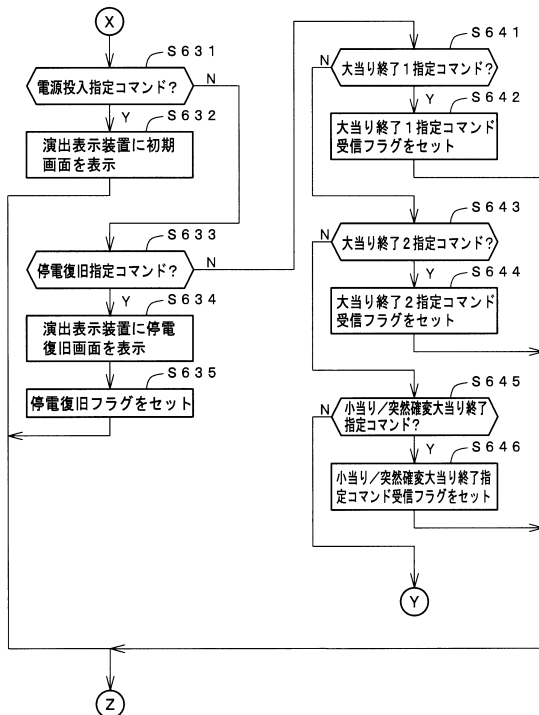 X
S631
電源投入指定コマンド?
N
Y
S632
演出表示装置に初期
画面を表示
S633
停電復旧指定コマンド?
N
Y
S634
演出表示装置に停電
復旧画面を表示
S635
停電復旧フラグをセット
S641
N
大当り終了1指定コマンド?
Y
S642
大当り終了1指定コマンド
受信フラグをセット
S643
N
大当り終了2指定コマンド?
Y
S644
大当り終了2指定コマンド
受信フラグをセット
S645
N
小当り/突然確変大当り終了
指定コマンド?
Y
S646
小当り/突然確変大当り終了指
定コマンド受信フラグをセット
Y
Z